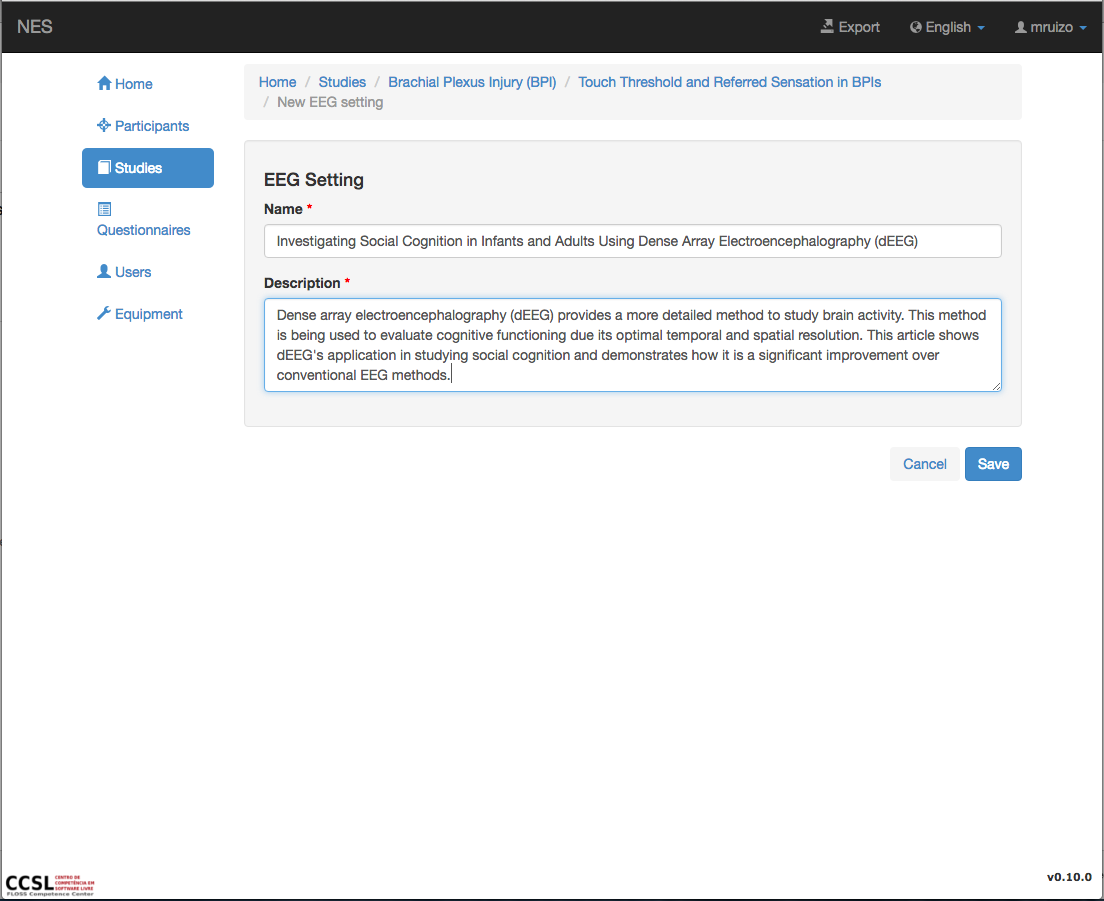 NES
Export
English
mruizo
Home
Participants
Studies
Questionnaires
Users
Equipment
Home / Studies / Brachial Plexus Injury (BPI) / Touch Threshold and Referred Sensation in BPIs
/ New EEG setting
EEG Setting
Name *
Investigating Social Cognition in Infants and Adults Using Dense Array Electroencephalography (dEEG)
Description *
Dense array electroencephalography (dEEG) provides a more detailed method to study brain activity. This method
is being used to evaluate cognitive functioning due its optimal temporal and spatial resolution. This article shows
dEEG's application in studying social cognition and demonstrates how it is a significant improvement over
conventional EEG methods.
Cancel
Save
CCSL
CENTRO DE
COMPETÊNCIA EM
SOFTWARE LIVRE
FLOSS Competence Center
v0.10.0